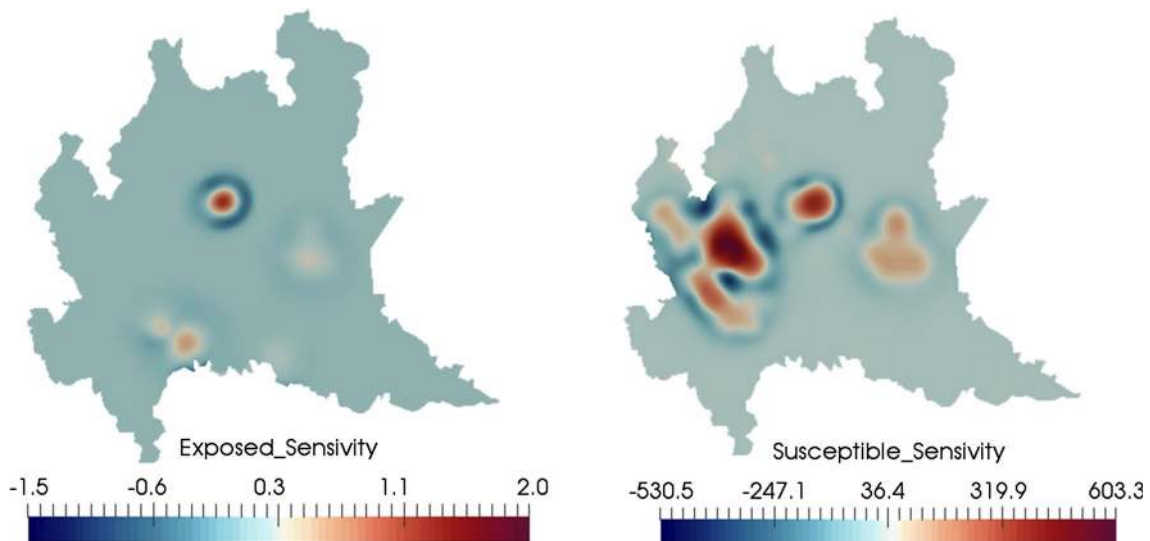 Exposed_Sensivity
-1.5 -0.6 0.3 1.1 2.0
Susceptible_Sensivity
-530.5 -247.1 36.4 319.9 603.3